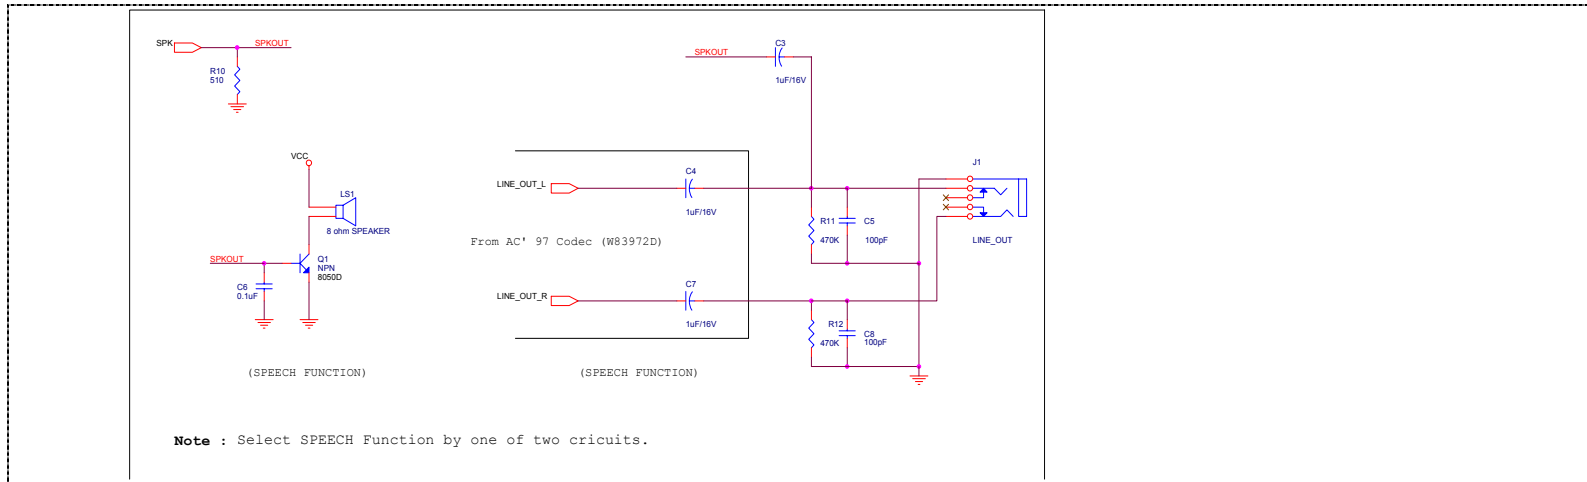 SPK
SPKOUT
R10
510
SPKOUT
C3
1uF/16V
VCC
LS1
8 ohm SPEAKER
SPKOUT
Q1
NPN
8050D
C6
0.1uF
(SPEECH FUNCTION)
LINE_OUT_L
C4
1uF/16V
From AC' 97 Codec (W83972D)
LINE_OUT_R
C7
1uF/16V
(SPEECH FUNCTION)
R11
470K
C5
100pF
R12
470K
C8
100pF
J1
LINE_OUT
Note : Select SPEECH Function by one of two cricuits.